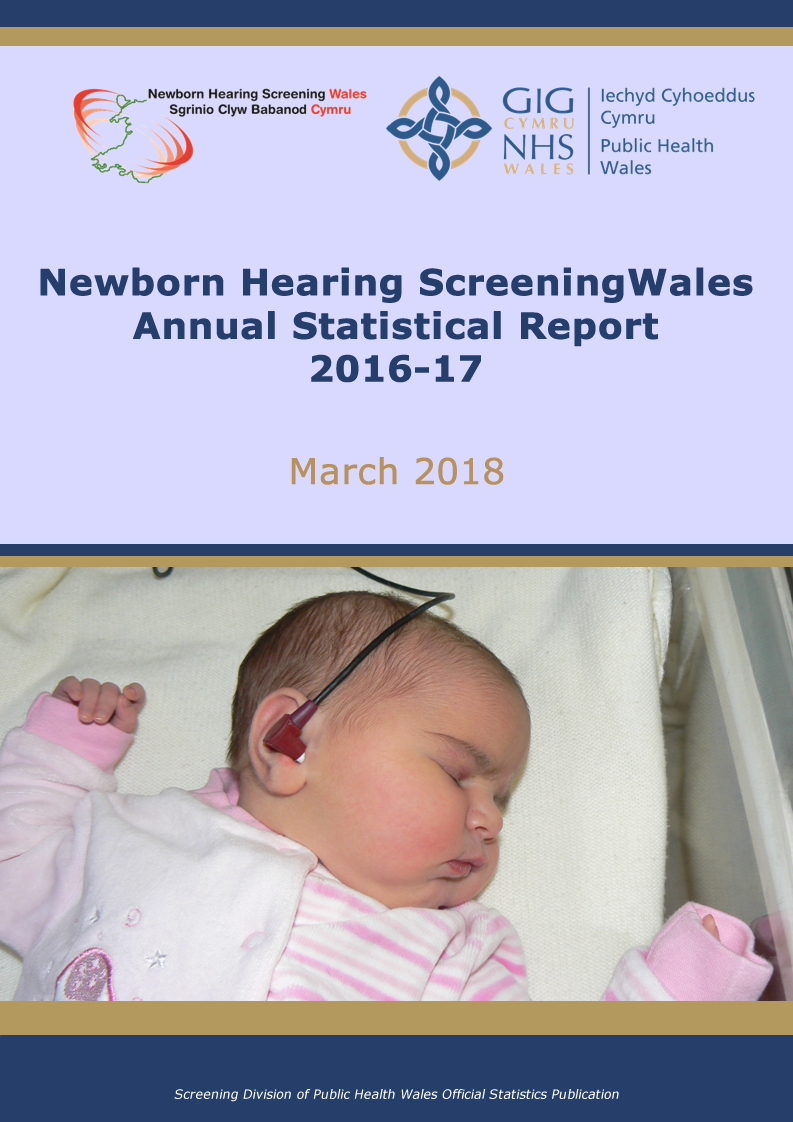 Newborn Hearing Screening Wales
Sgrinio Clyw Babanod Cymru
GIG
CYMRU
NHS
WALES
Iechyd Cyhoeddus
Cymru
Public Health
Wales
Newborn Hearing ScreeningWales
Annual Statistical Report
2016-17
March 2018
Screening Division of Public Health Wales Official Statistics Publication